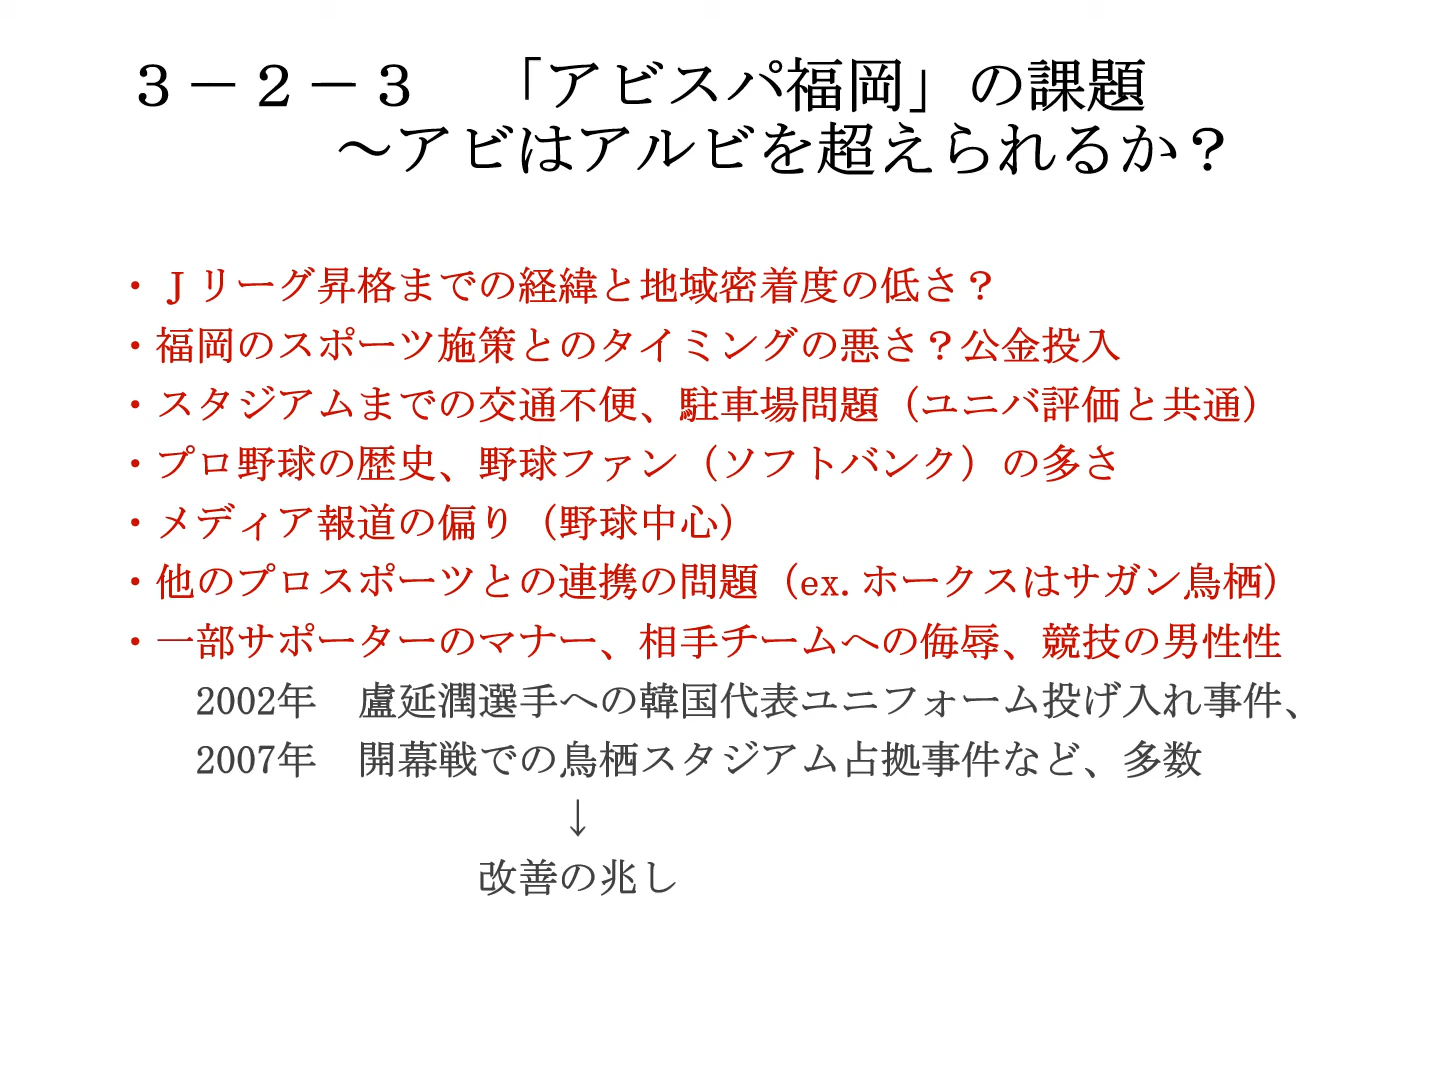 ３－２－３　「アビスパ福岡」の課題
～アビはアルビを超えられるか？
・Ｊリーグ昇格までの経緯と地域密着度の低さ？
・福岡のスポーツ施策とのタイミングの悪さ？公金投入
・スタジアムまでの交通不便、駐車場問題（ユニバ評価と共通）
・プロ野球の歴史、野球ファン（ソフトバンク）の多さ
・メディア報道の偏り（野球中心）
・他のプロスポーツとの連携の問題（ex.ホークスはサガン鳥栖）
・一部サポーターのマナー、相手チームへの侮辱、競技の男性性
2002年　盧延潤選手への韓国代表ユニフォーム投げ入れ事件、
2007年　開幕戦での鳥栖スタジアム占拠事件など、多数
↓
改善の兆し